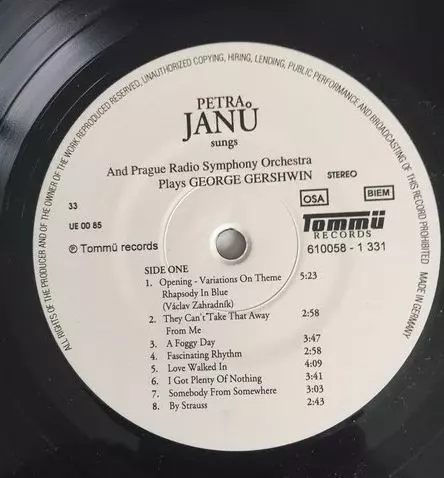 ALL RIGHTS OF THE PRODUCER AND OF THE OWNER OF THE WORK REPRODUCED RESERVED, UNAUTHORIZED COPYING, HIRING, LENDING, PUBLIC PERFORMANCE AND BROADCASTING OF THIS RECORD PROHIBITED MADE IN GERMANY
PETRA
JANŮ
sungs
And Prague Radio Symphony Orchestra
Plays GEORGE GERSHWIN STEREO
33
UE 00 85
OSA
BIEM
℗ Tommü records
Tommü
RECORDS
610058 - 1 331
SIDE ONE
1. Opening - Variations On Theme 5:23
Rhapsody In Blue
(Václav Zahradník)
2. They Can't Take That Away 2:58
From Me
3. A Foggy Day 3:47
4. Fascinating Rhythm 2:58
5. Love Walked In 4:09
6. I Got Plenty Of Nothing 3:41
7. Somebody From Somewhere 3:03
8. By Strauss 2:43